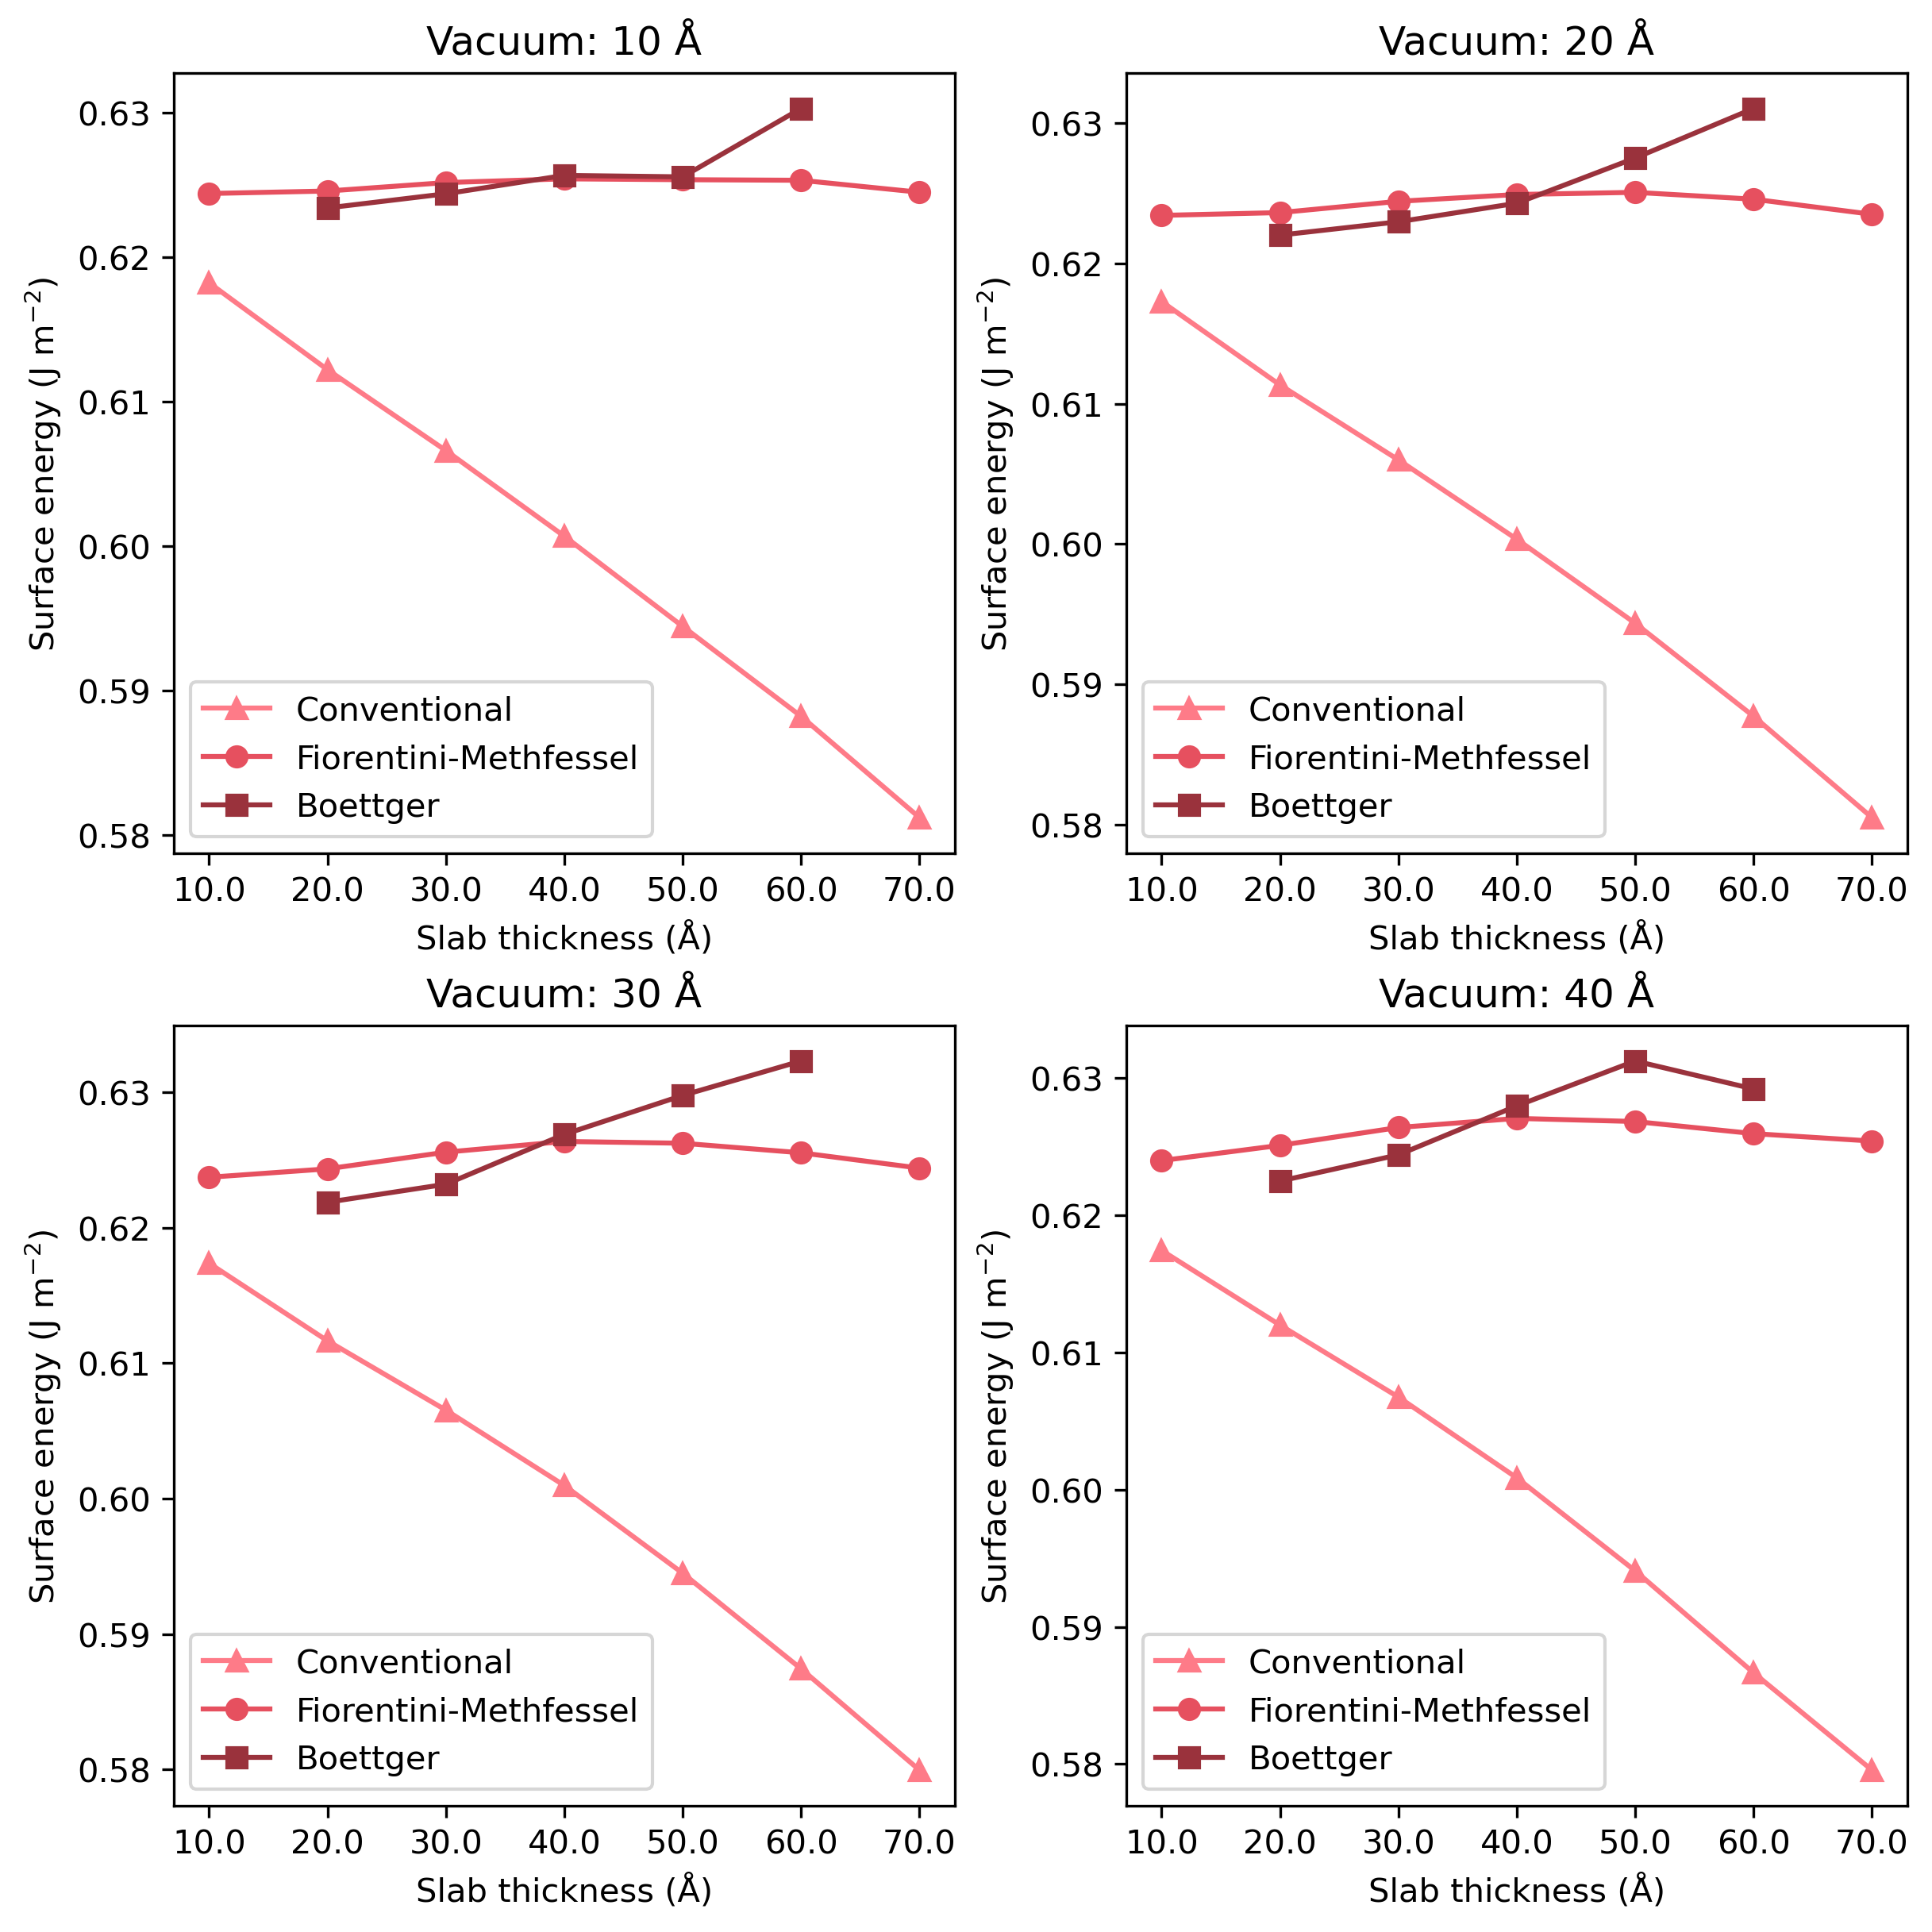 Vacuum: 10 Å
0.63
0.62
0.61
0.60
0.59
0.58
Surface energy (J m⁻²)
Conventional
Fiorentini-Methfessel
Boettger
10.0 20.0 30.0 40.0 50.0 60.0 70.0
Slab thickness (Å)
Vacuum: 20 Å
0.63
0.62
0.61
0.60
0.59
0.58
Surface energy (J m⁻²)
Conventional
Fiorentini-Methfessel
Boettger
10.0 20.0 30.0 40.0 50.0 60.0 70.0
Slab thickness (Å)
Vacuum: 30 Å
0.63
0.62
0.61
0.60
0.59
0.58
Surface energy (J m⁻²)
Conventional
Fiorentini-Methfessel
Boettger
10.0 20.0 30.0 40.0 50.0 60.0 70.0
Slab thickness (Å)
Vacuum: 40 Å
0.63
0.62
0.61
0.60
0.59
0.58
Surface energy (J m⁻²)
Conventional
Fiorentini-Methfessel
Boettger
10.0 20.0 30.0 40.0 50.0 60.0 70.0
Slab thickness (Å)